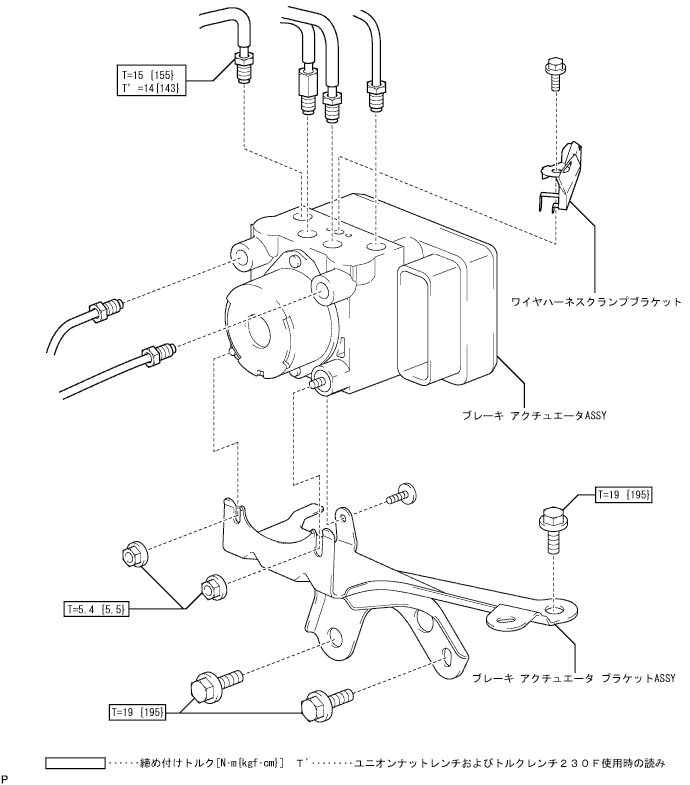 T=15 {155}
T' =14{143}
ワイヤハーネスクランプブラケット
ブレーキ アクチュエータASSY
T=19 {195}
T=5.4 {5.5}
ブレーキ アクチュエータ ブラケットASSY
T=19 {195}
······締め付けトルク[N·m{kgf·cm}] T'········ユニオンナットレンチおよびトルクレンチ230F使用時の読み
P